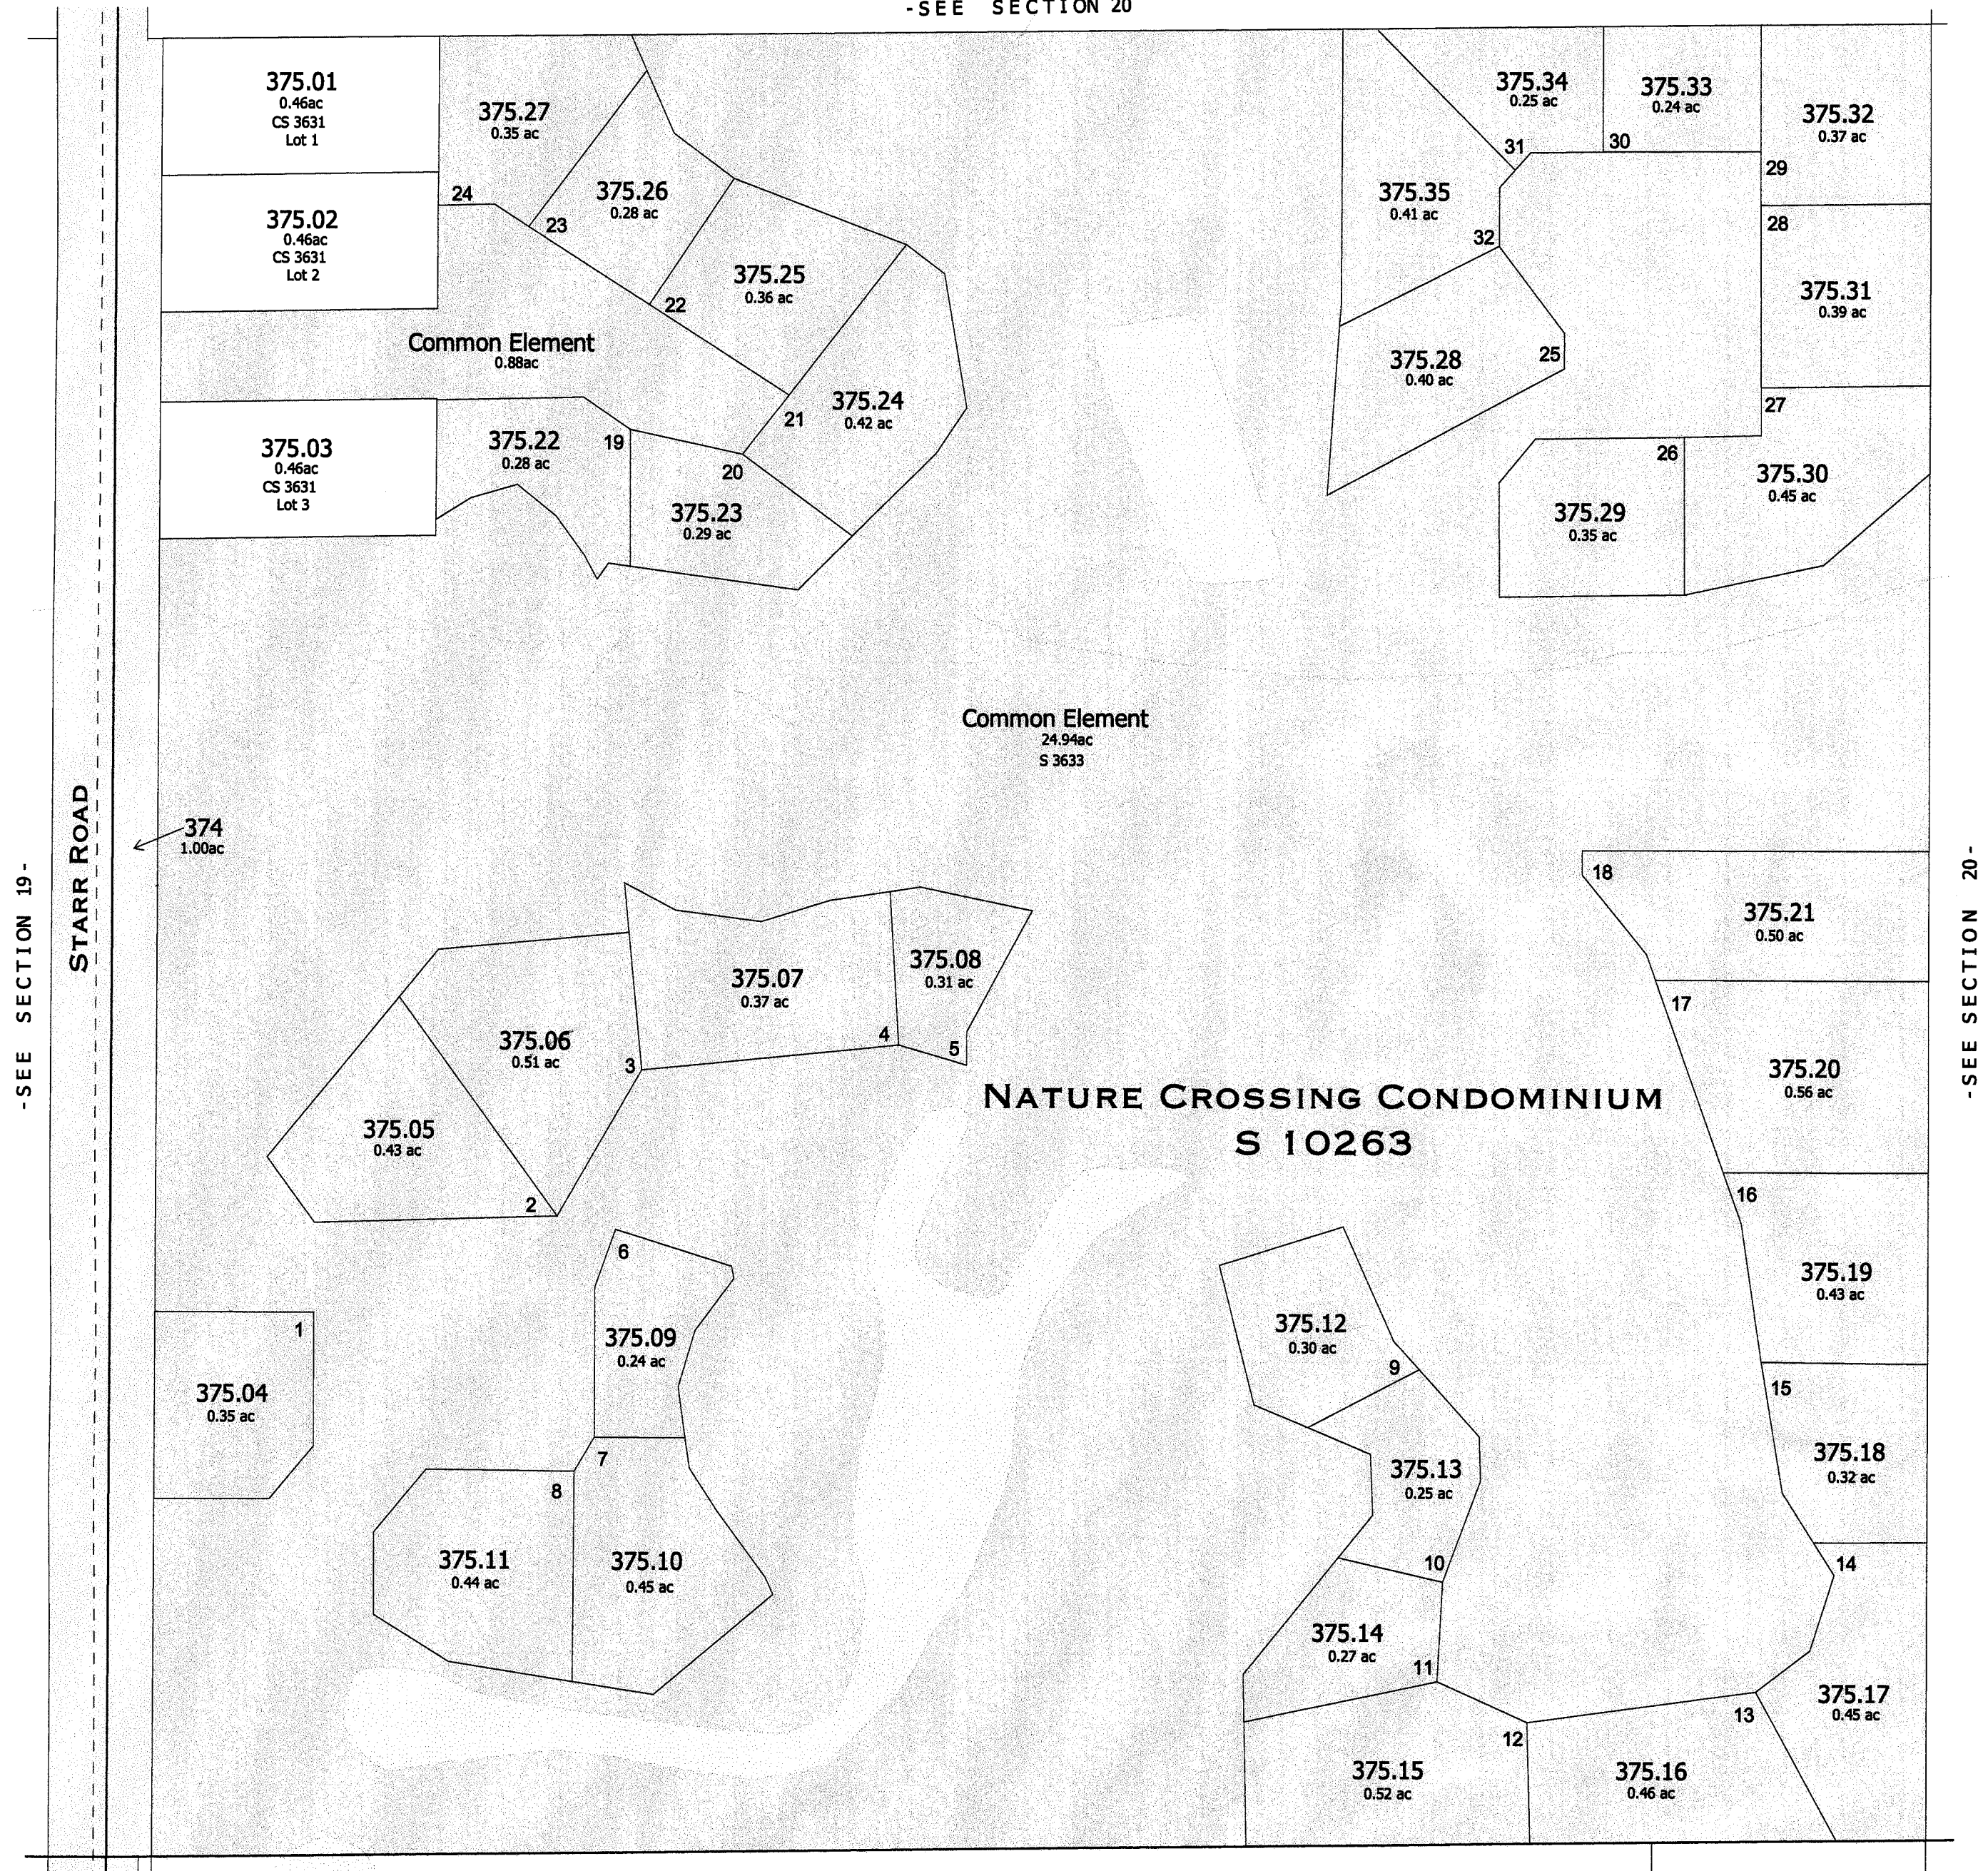 -SEE SECTION 20
375.01
0.46ac
CS 3631
Lot 1
375.27
0.35 ac
24
375.02
0.46ac
CS 3631
Lot 2
375.26
0.28 ac
23
375.25
0.36 ac
22
Common Element
0.88ac
375.24
0.42 ac
21
375.03
0.46ac
CS 3631
Lot 3
375.22
0.28 ac
19
20
375.23
0.29 ac
375.34
0.25 ac
31
375.33
0.24 ac
30
375.32
0.37 ac
29
375.35
0.41 ac
32
28
375.31
0.39 ac
375.28
0.40 ac
25
27
26
375.30
0.45 ac
375.29
0.35 ac
Common Element
24.94ac
S 3633
374
1.00ac
STARR ROAD
-SEE SECTION 19-
-SEE SECTION 20-
18
375.21
0.50 ac
375.07
0.37 ac
4
375.08
0.31 ac
5
375.06
0.51 ac
3
17
375.20
0.56 ac
NATURE CROSSING CONDOMINIUM
S 10263
375.05
0.43 ac
2
16
375.19
0.43 ac
6
375.09
0.24 ac
1
375.04
0.35 ac
375.12
0.30 ac
9
15
375.18
0.32 ac
7
8
375.13
0.25 ac
10
375.11
0.44 ac
375.10
0.45 ac
14
375.14
0.27 ac
11
375.17
0.45 ac
13
12
375.15
0.52 ac
375.16
0.46 ac